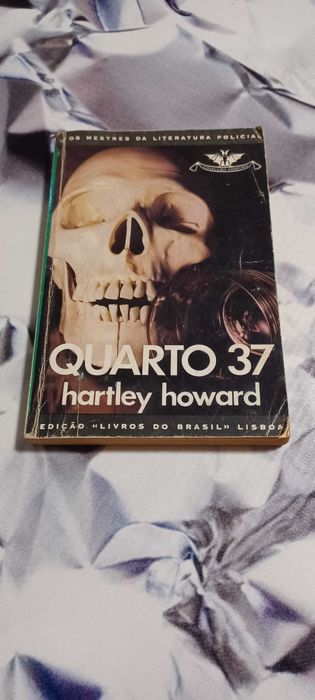 OS MESTRES DA LITERATURA POLICIAL
QUARTO 37
hartley howard
EDIÇÃO «LIVROS DO BRASIL» LISBOA